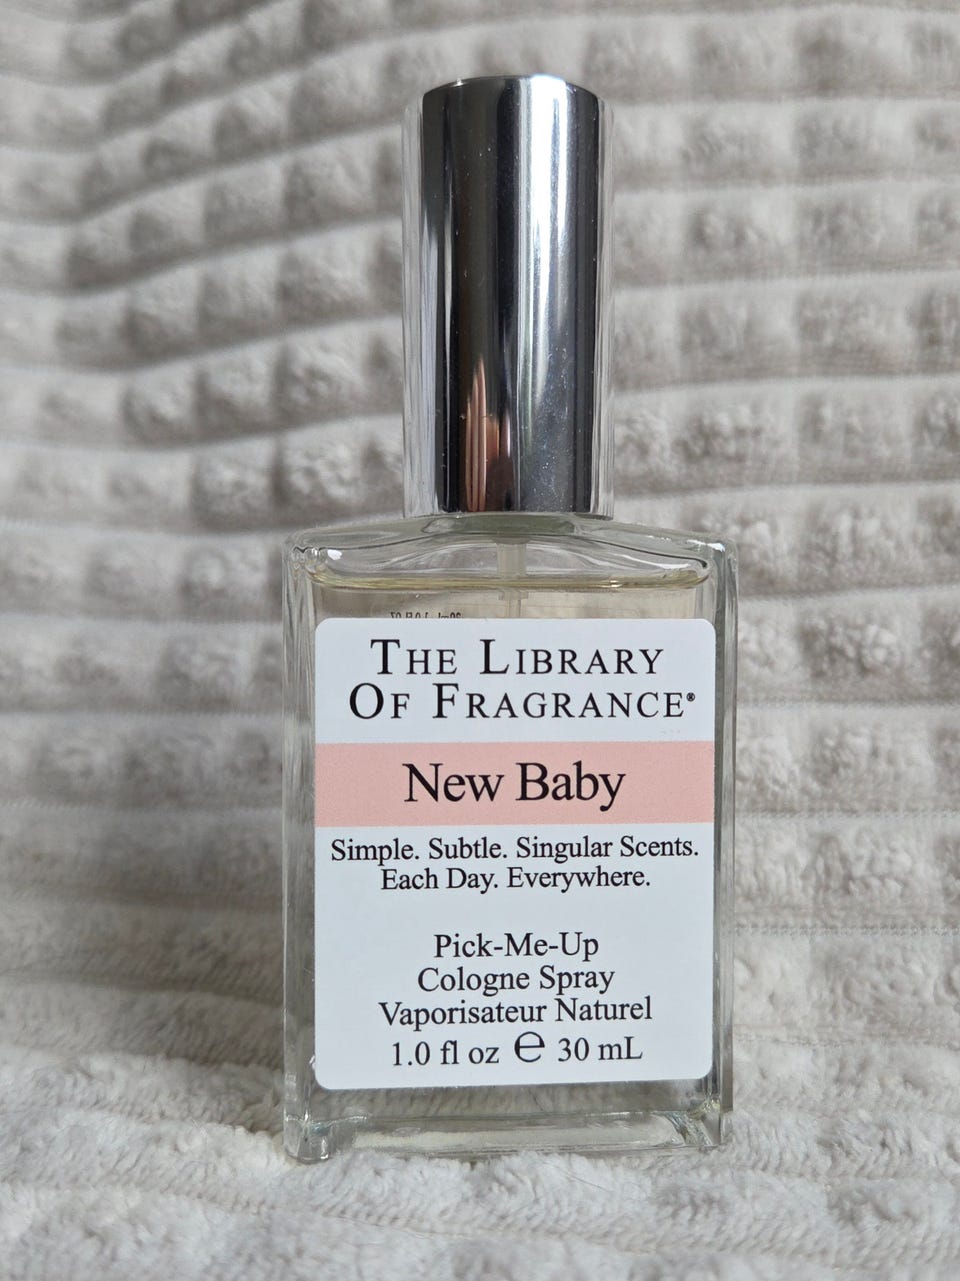 THE LIBRARY
OF FRAGRANCE®
New Baby
Simple. Subtle. Singular Scents.
Each Day. Everywhere.
Pick-Me-Up
Cologne Spray
Vaporisateur Naturel
1.0 fl oz ℮ 30 mL